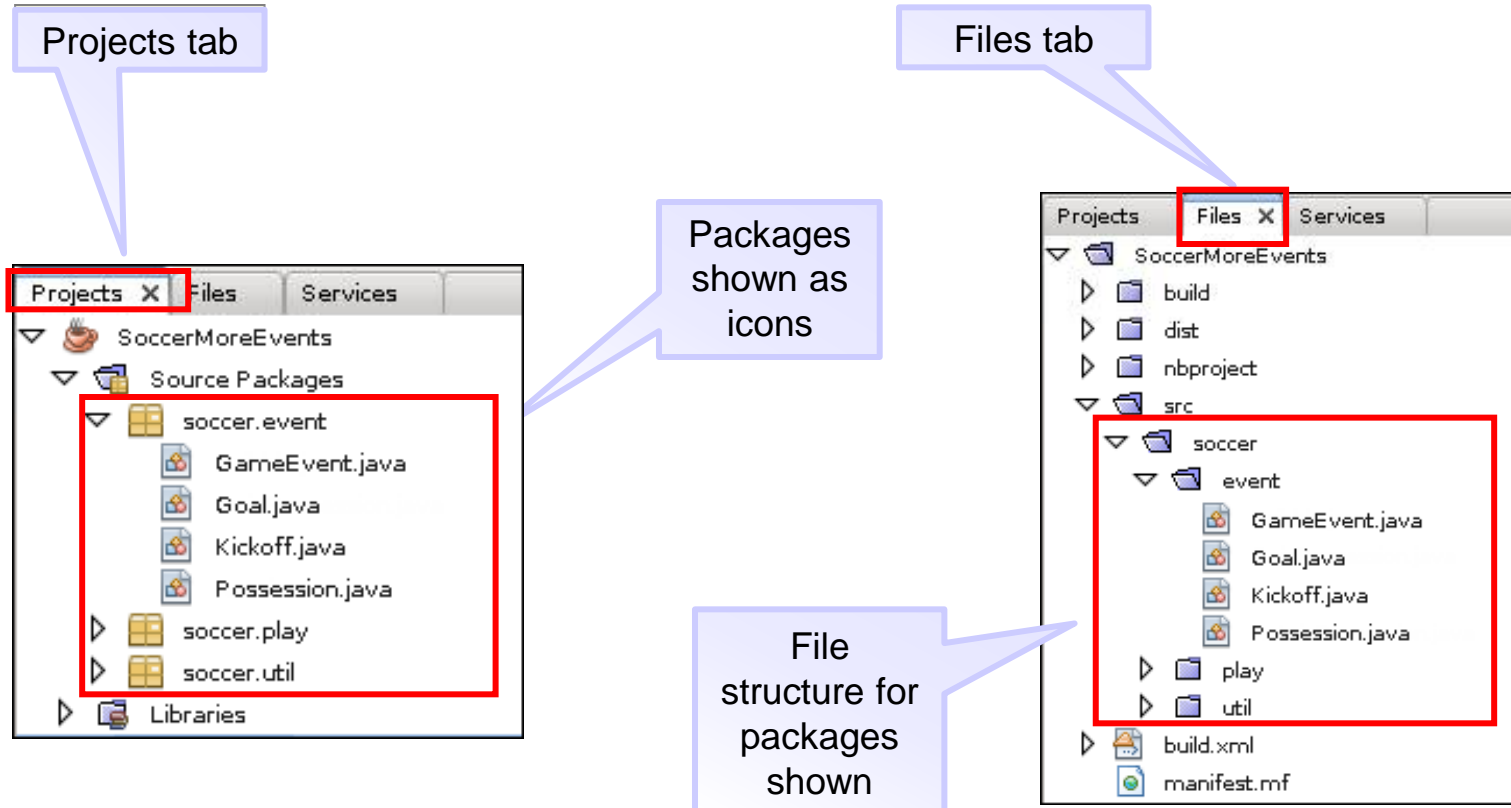 Projects tab
Files tab
Packages
shown as
icons
Projects Files Services
SoccerMoreEvents
Source Packages
soccer.event
GameEvent.java
Goal.java
Kickoff.java
Possession.java
soccer.play
soccer.util
Libraries
File
structure for
packages
shown
Projects Files Services
SoccerMoreEvents
build
dist
nbproject
src
soccer
event
GameEvent.java
Goal.java
Kickoff.java
Possession.java
play
util
build.xml
manifest.mf